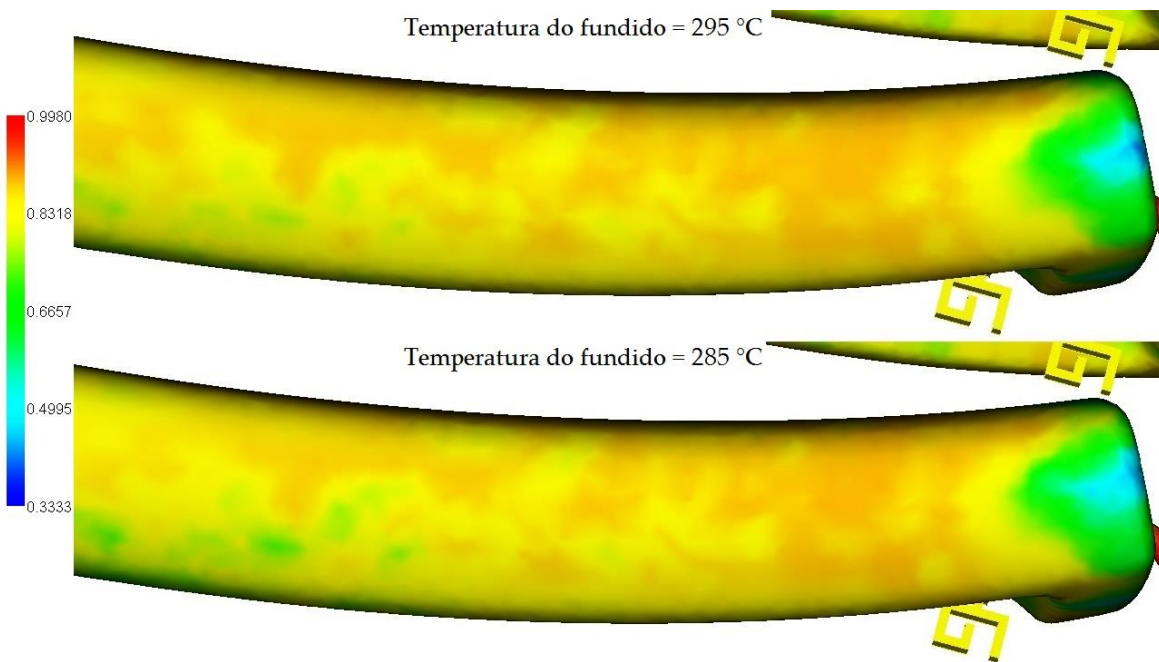 Temperatura do fundido = 295 °C
0.9980
0.8318
0.6657
0.4995
0.3333
Temperatura do fundido = 285 °C